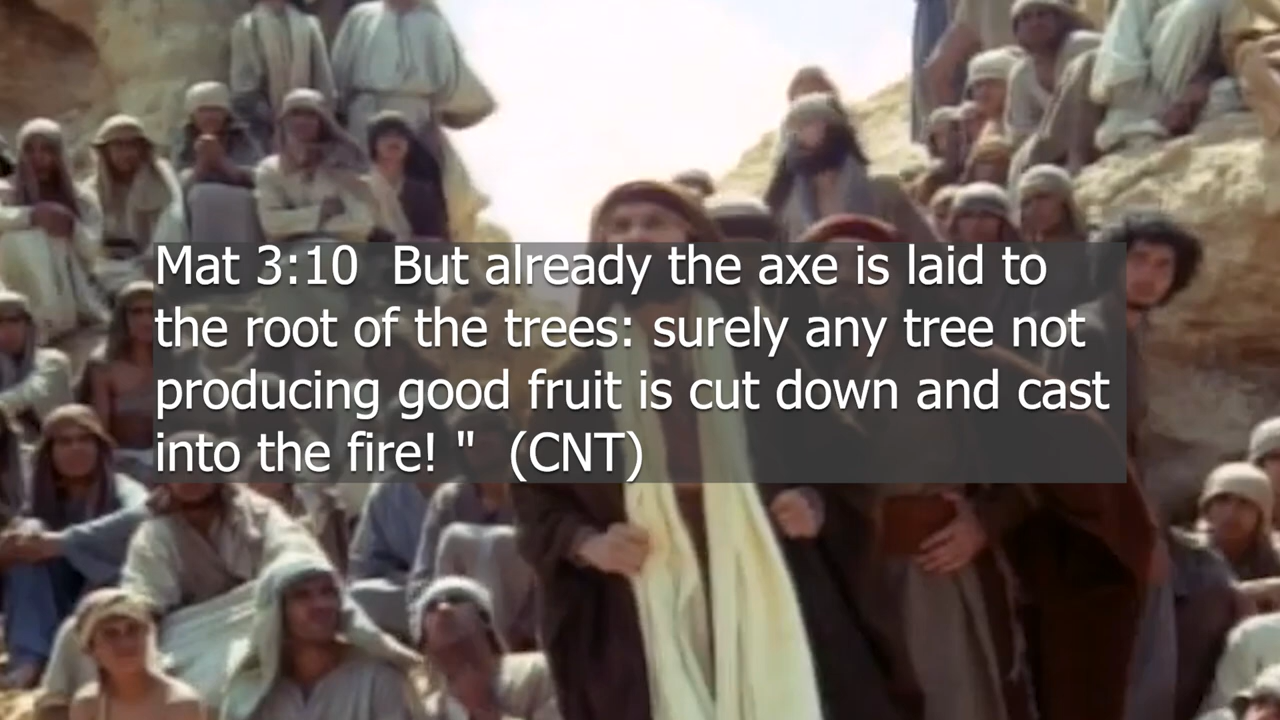 Mat 3:10  But already the axe is laid to
the root of the trees: surely any tree not
producing good fruit is cut down and cast
into the fire! "  (CNT)